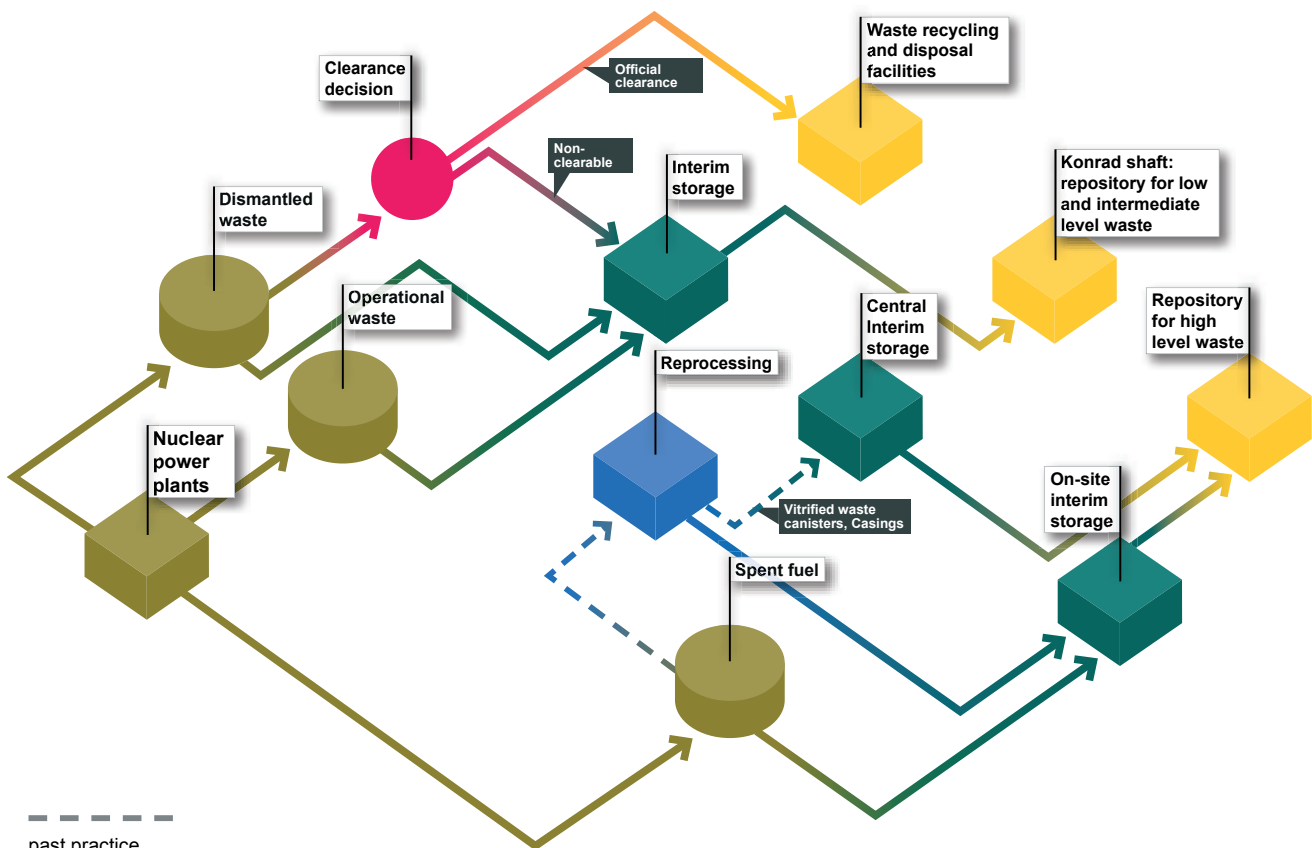 Waste recycling
and disposal
facilities
Clearance
decision
Official
clearance
Non-
clearable
Interim
storage
Konrad shaft:
repository for low
and intermediate
level waste
Dismantled
waste
Operational
waste
Central
Interim
storage
Repository
for high
level waste
Reprocessing
Nuclear
power
plants
On-site
interim
storage
Vitrified waste
canisters, Casings
Spent fuel
past practice